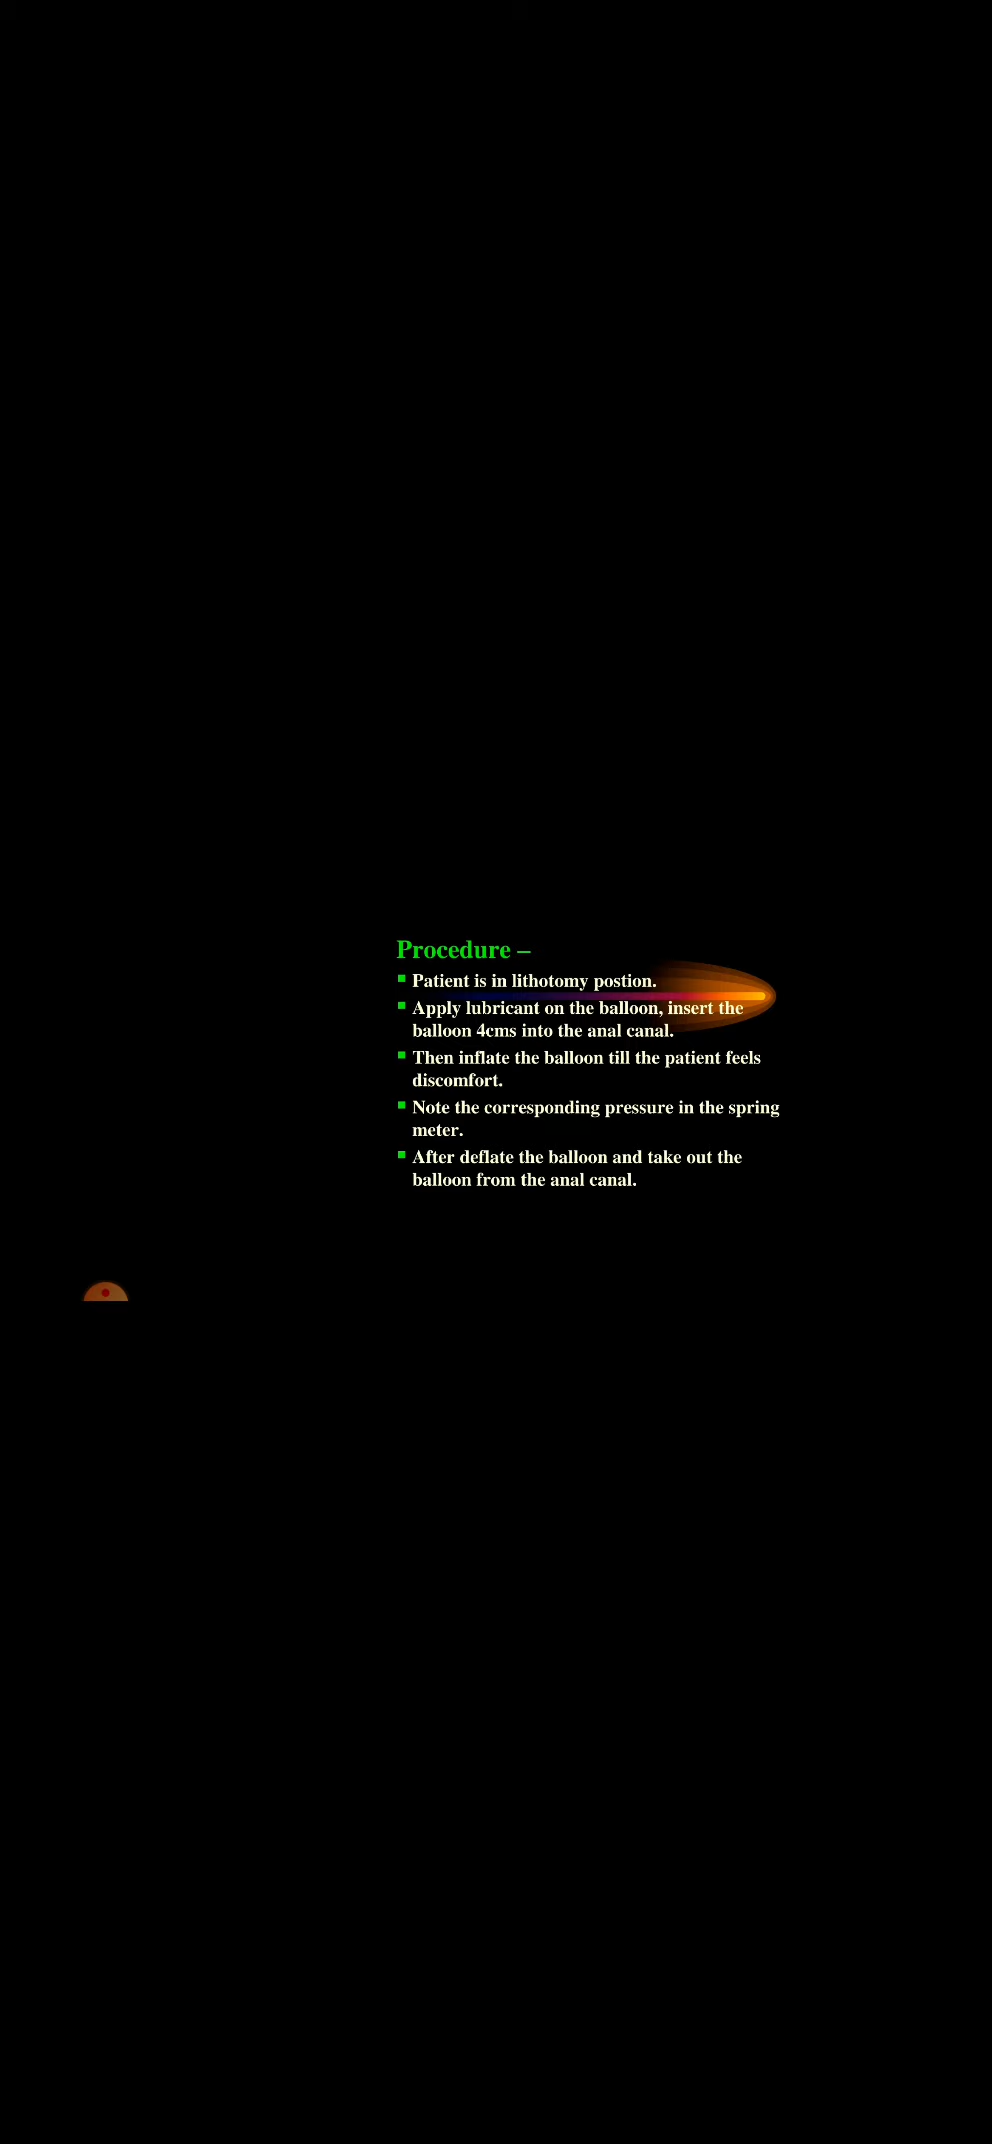 Procedure –
Patient is in lithotomy postion.
Apply lubricant on the balloon, insert the
balloon 4cms into the anal canal.
Then inflate the balloon till the patient feels
discomfort.
Note the corresponding pressure in the spring
meter.
After deflate the balloon and take out the
balloon from the anal canal.